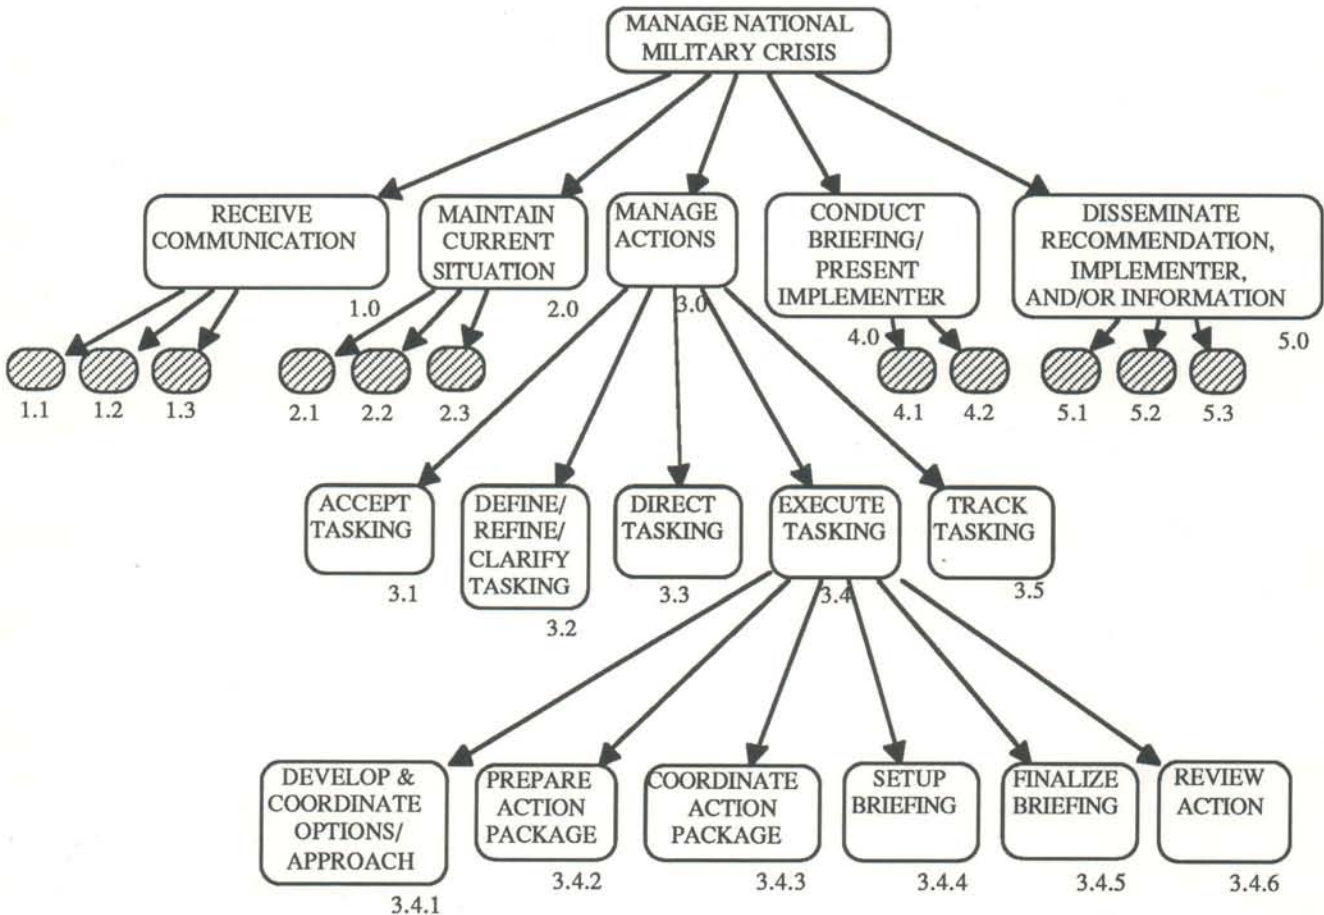 MANAGE NATIONAL
MILITARY CRISIS
RECEIVE
COMMUNICATION
1.0
MAINTAIN
CURRENT
SITUATION
2.0
MANAGE
ACTIONS
3.0
CONDUCT
BRIEFING/
PRESENT
IMPLEMENTER
4.0
DISSEMINATE
RECOMMENDATION,
IMPLEMENTER,
AND/OR INFORMATION
5.0
1.1
1.2
1.3
2.1
2.2
2.3
4.1
4.2
5.1
5.2
5.3
ACCEPT
TASKING
3.1
DEFINE/
REFINE/
CLARIFY
TASKING
3.2
DIRECT
TASKING
3.3
EXECUTE
TASKING
3.4
TRACK
TASKING
3.5
DEVELOP &
COORDINATE
OPTIONS/
APPROACH
3.4.1
PREPARE
ACTION
PACKAGE
3.4.2
COORDINATE
ACTION
PACKAGE
3.4.3
SETUP
BRIEFING
3.4.4
FINALIZE
BRIEFING
3.4.5
REVIEW
ACTION
3.4.6